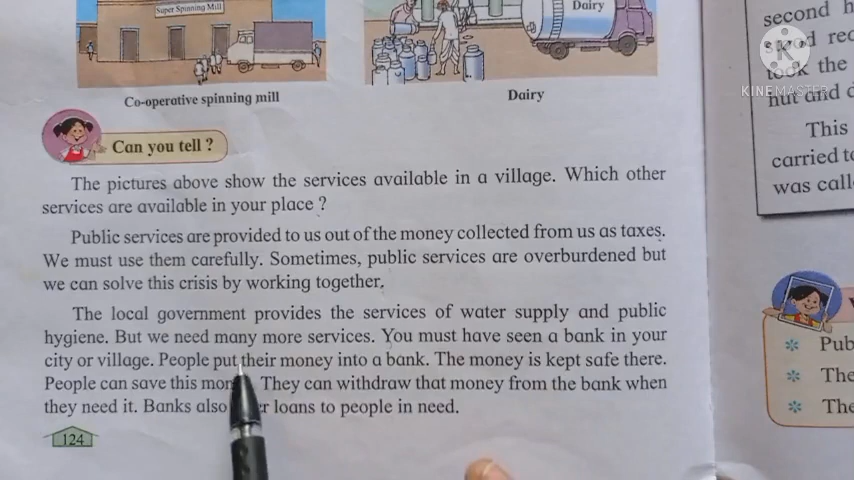 Super Spinning Mill
Dairy
Co-operative spinning mill
Dairy
Can you tell ?
The pictures above show the services available in a village. Which other
services are available in your place ?
Public services are provided to us out of the money collected from us as taxes.
We must use them carefully. Sometimes, public services are overburdened but
we can solve this crisis by working together.
The local government provides the services of water supply and public
hygiene. But we need many more services. You must have seen a bank in your
city or village. People put their money into a bank. The money is kept safe there.
People can save this They can withdraw that money from the bank when
they need it. Banks also loans to people in need.
124
second
took the
hut and
This
carried to
was
Pub
The
The
KINEMASTER